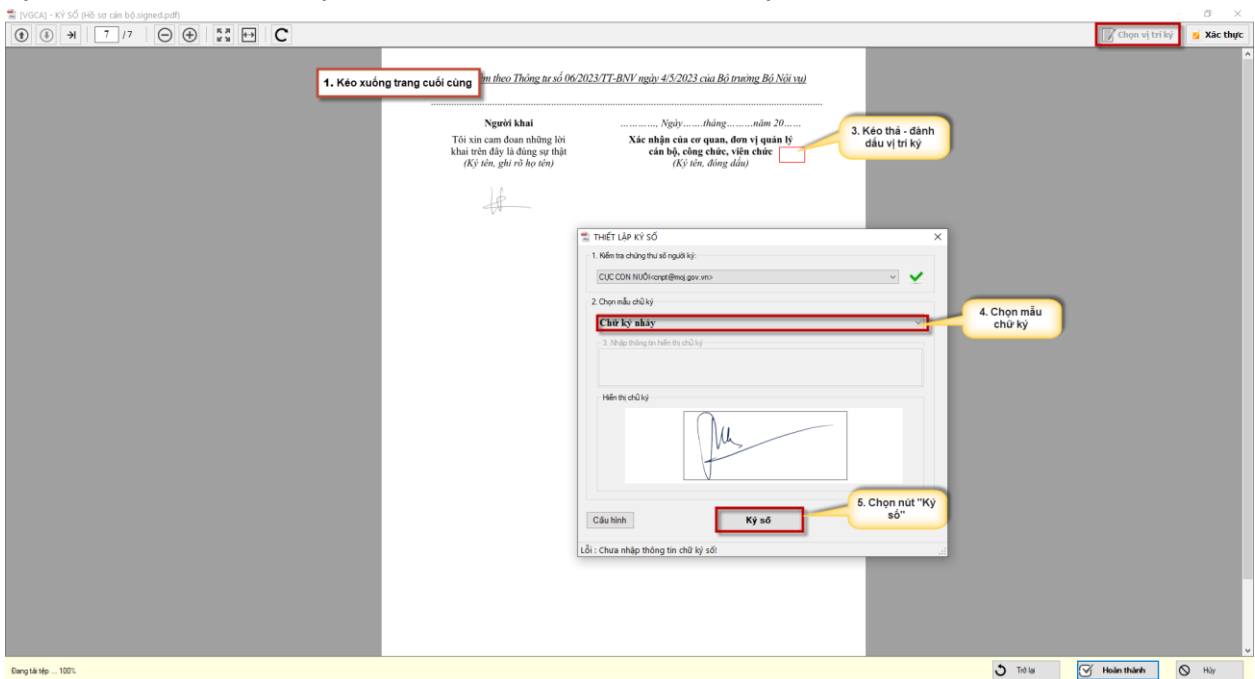 [VGCA] - KÝ SỐ (Hồ sơ cán bộ.signed.pdf)
7 /7
Chọn vị trí ký
Xác thực
1. Kéo xuống trang cuối cùng
theo Thông tư số 06/2023/TT-BNV ngày 4/5/2023 của Bộ trưởng Bộ Nội vụ)
Người khai
…………, Ngày……tháng………năm 20……
Tôi xin cam đoan những lời
khai trên đây là đúng sự thật
(Ký tên, ghi rõ họ tên)
Xác nhận của cơ quan, đơn vị quản lý
cán bộ, công chức, viên chức
(Ký tên, đóng dấu)
3. Kéo thả - đánh
dấu vị trí ký
THIẾT LẬP KÝ SỐ
1. Kiểm tra chứng thư số người ký:
CỤC CON NUÔI<cnpt@moj.gov.vn>
2. Chọn mẫu chữ ký
Chữ ký nháy
4. Chọn mẫu
chữ ký
3. Nhập thông tin hiển thị chữ ký
Hiển thị chữ ký
5. Chọn nút "Ký
số"
Cấu hình
Ký số
Lỗi : Chưa nhập thông tin chữ ký số!
Đang tải tệp ... 100%
Trở lại
Hoàn thành
Hủy